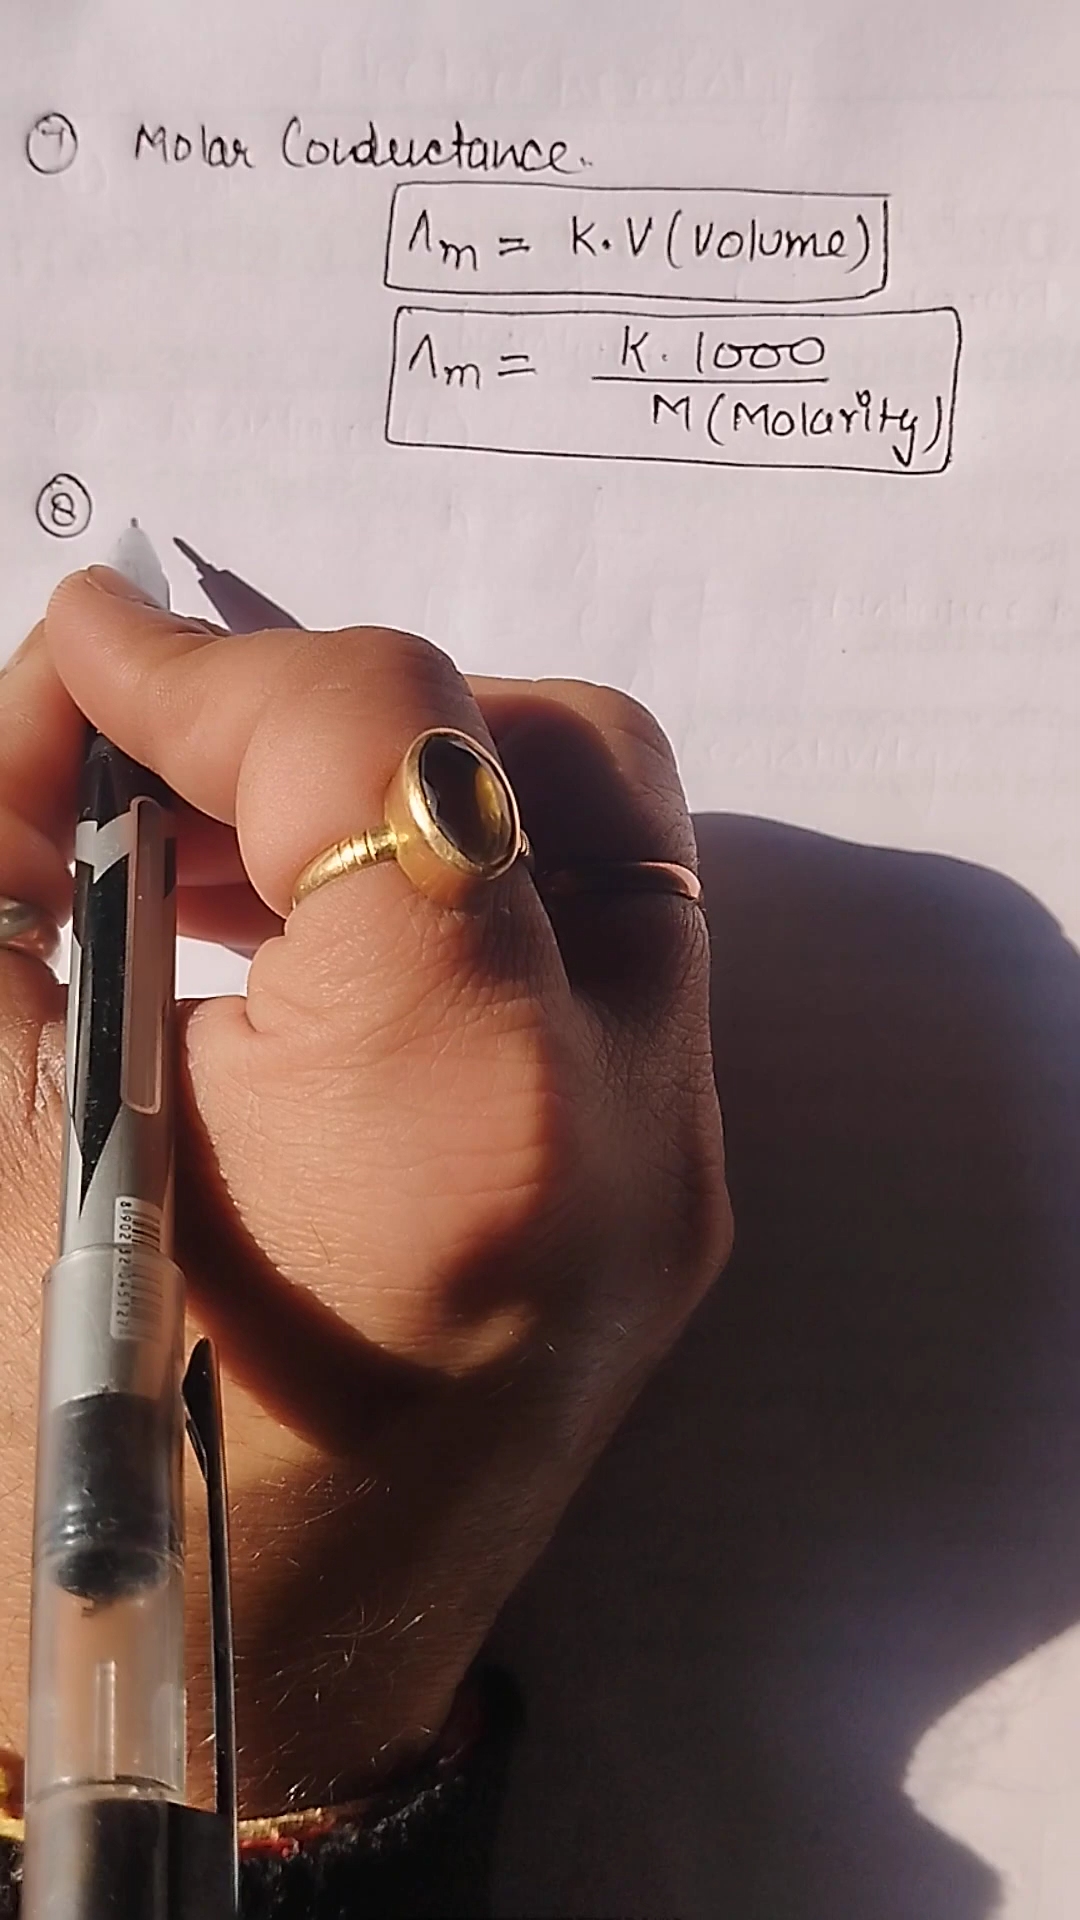 ⑦ Molar Conductance.
Λm = K.V (Volume)
Λm = K. 1000 / M (Molarity)
⑧